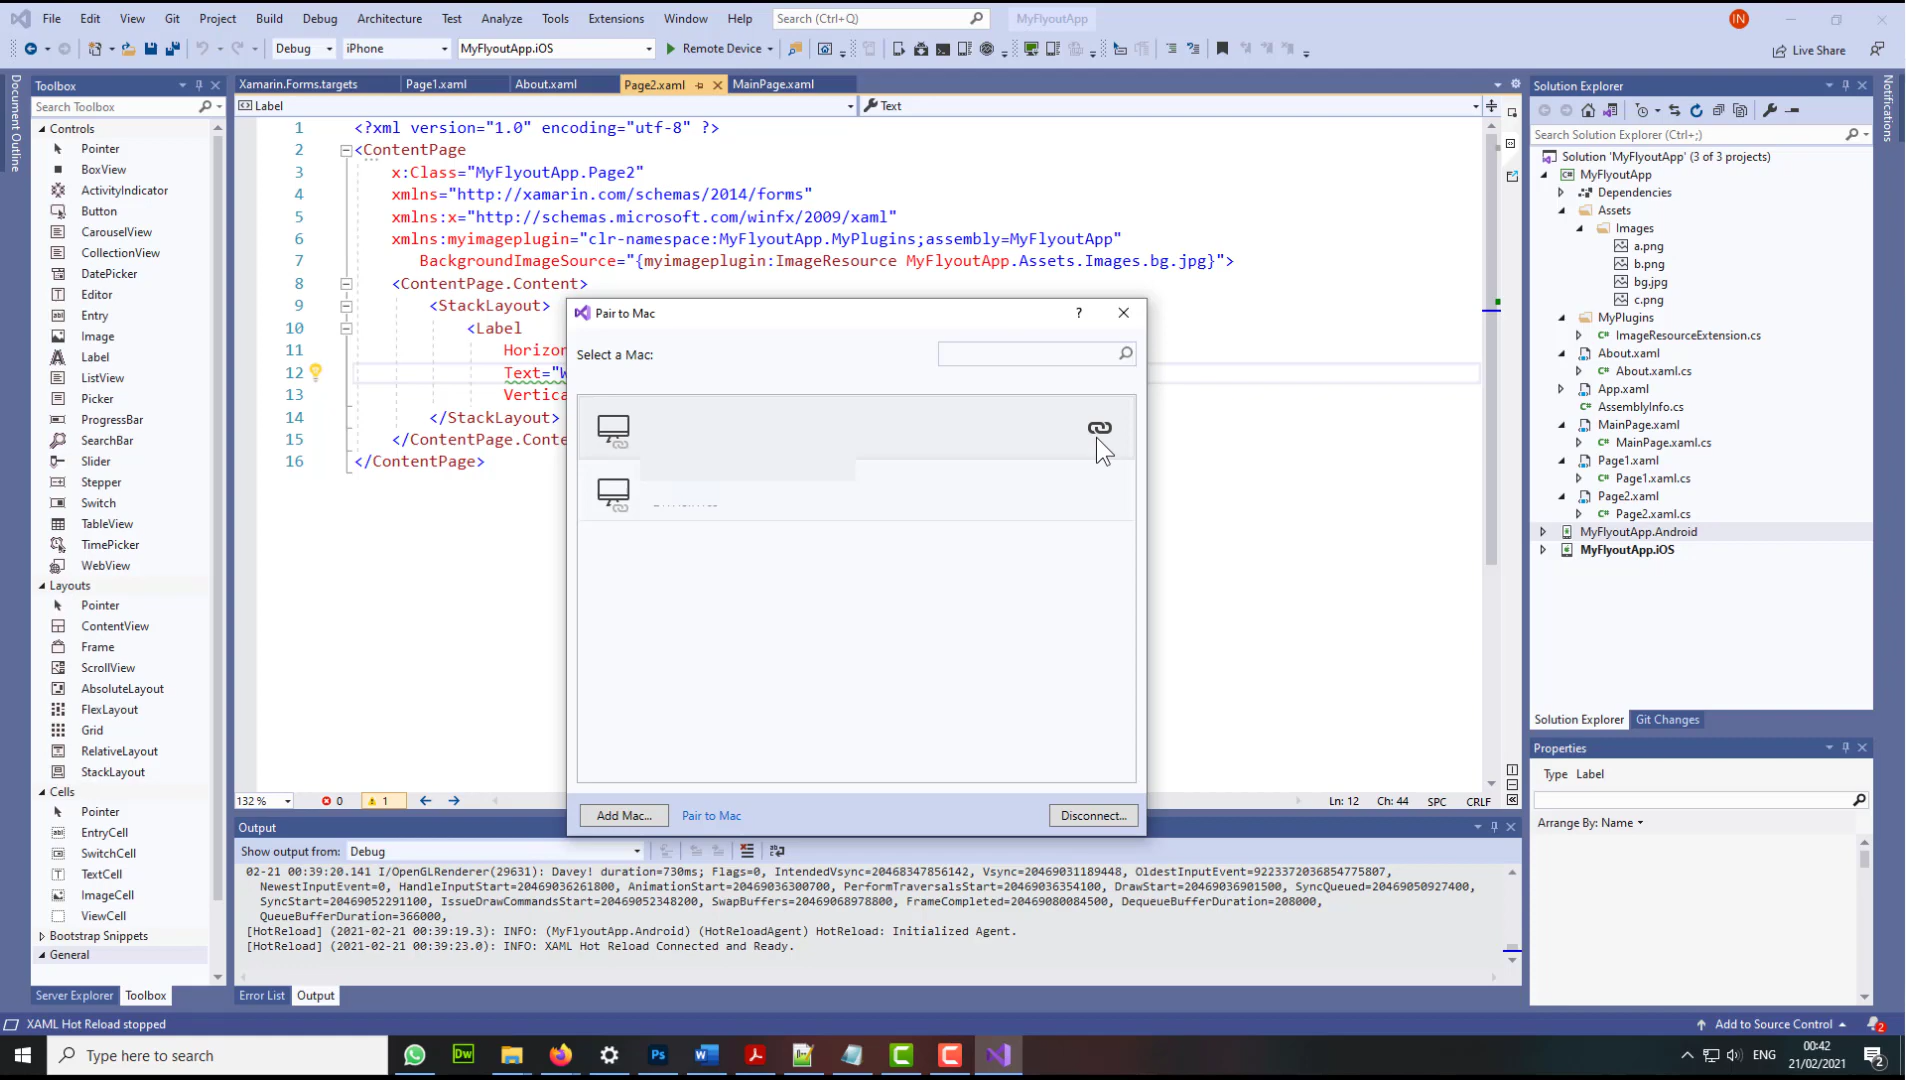 File Edit View Git Project Build Debug Architecture Test Analyze Tools Extensions Window Help Search (Ctrl+Q) MyFlyoutApp IN
Debug iPhone MyFlyoutApp.iOS Remote Device Live Share
Document Outline
Toolbox
Search Toolbox
Controls
Pointer
BoxView
ActivityIndicator
Button
CarouselView
CollectionView
DatePicker
Editor
Entry
Image
Label
ListView
Picker
ProgressBar
SearchBar
Slider
Stepper
Switch
TableView
TimePicker
WebView
Layouts
Pointer
ContentView
Frame
ScrollView
AbsoluteLayout
FlexLayout
Grid
RelativeLayout
StackLayout
Cells
Pointer
EntryCell
SwitchCell
TextCell
ImageCell
ViewCell
Bootstrap Snippets
General
Server Explorer Toolbox
Xamarin.Forms.targets Page1.xaml About.xaml Page2.xaml MainPage.xaml
Label Text
1 <?xml version="1.0" encoding="utf-8" ?>
2 <ContentPage
3 x:Class="MyFlyoutApp.Page2"
4 xmlns="http://xamarin.com/schemas/2014/forms"
5 xmlns:x="http://schemas.microsoft.com/winfx/2009/xaml"
6 xmlns:myimageplugin="clr-namespace:MyFlyoutApp.MyPlugins;assembly=MyFlyoutApp"
7 BackgroundImageSource="{myimageplugin:ImageResource MyFlyoutApp.Assets.Images.bg.jpg}">
8 <ContentPage.Content>
9 <StackLayout>
10 <Label
11 Horizon
12 Text="W
13 Vertica
14 </StackLayout>
15 </ContentPage.Conte
16 </ContentPage>
Pair to Mac ?
Select a Mac:
Add Mac... Pair to Mac Disconnect...
132 % 0 1 Ln: 12 Ch: 44 SPC CRLF
Output
Show output from: Debug
02-21 00:39:20.141 I/OpenGLRenderer(29631): Davey! duration=730ms; Flags=0, IntendedVsync=20468347856142, Vsync=20469031189448, OldestInputEvent=9223372036854775807,
NewestInputEvent=0, HandleInputStart=20469036261800, AnimationStart=20469036300700, PerformTraversalsStart=20469036354100, DrawStart=20469036901500, SyncQueued=20469050927400,
SyncStart=20469052291100, IssueDrawCommandsStart=20469052348200, SwapBuffers=20469068978800, FrameCompleted=20469080084500, DequeueBufferDuration=208000,
QueueBufferDuration=366000,
[HotReload] (2021-02-21 00:39:19.3): INFO: (MyFlyoutApp.Android) (HotReloadAgent) HotReload: Initialized Agent.
[HotReload] (2021-02-21 00:39:23.0): INFO: XAML Hot Reload Connected and Ready.
Error List Output
Solution Explorer
Search Solution Explorer (Ctrl+;)
Solution 'MyFlyoutApp' (3 of 3 projects)
MyFlyoutApp
Dependencies
Assets
Images
a.png
b.png
bg.jpg
c.png
MyPlugins
ImageResourceExtension.cs
About.xaml
About.xaml.cs
App.xaml
AssemblyInfo.cs
MainPage.xaml
MainPage.xaml.cs
Page1.xaml
Page1.xaml.cs
Page2.xaml
Page2.xaml.cs
MyFlyoutApp.Android
MyFlyoutApp.iOS
Solution Explorer Git Changes
Properties
Type Label
Arrange By: Name
Notifications
XAML Hot Reload stopped Add to Source Control 2
Type here to search Dw Ps ENG 00:42
21/02/2021 2